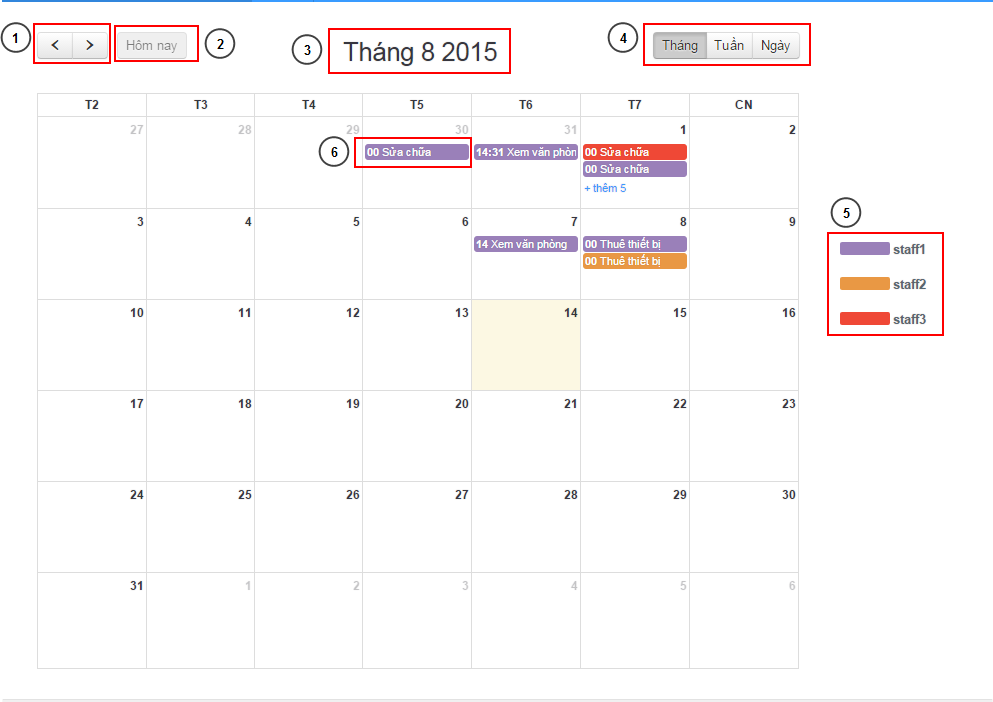 1
Hôm nay
2
3
Tháng 8 2015
4
Tháng Tuần Ngày
T2 T3 T4 T5 T6 T7 CN
27 28 29 30 31 1 2
6
00 Sửa chữa 14:31 Xem văn phòn 00 Sửa chữa
00 Sửa chữa
+ thêm 5
5
staff1
staff2
staff3
3 4 5 6 7 8 9
14 Xem văn phòng 00 Thuê thiết bị
00 Thuê thiết bị
10 11 12 13 14 15 16
17 18 19 20 21 22 23
24 25 26 27 28 29 30
31 1 2 3 4 5 6